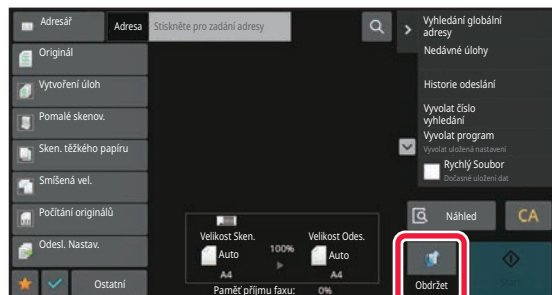 Adresář
Adresa
Stiskněte pro zadání adresy
Originál
Vytvoření úloh
Pomalé skenov.
Sken. těžkého papíru
Smíšená vel.
Počítání originálů
Odesl. Nastav.
Ostatní
Velikost Sken.
Velikost Odes.
Auto
100%
Auto
A4
A4
Paměť příjmu faxu:
0%
Vyhledání globální
adresy
Nedávné úlohy
Historie odeslání
Vyvolat číslo
vyhledání
Vyvolat program
Vyvolat uložená nastavení
Rychlý Soubor
Dočasné uložení dat
Náhled
CA
Obdržet
Start